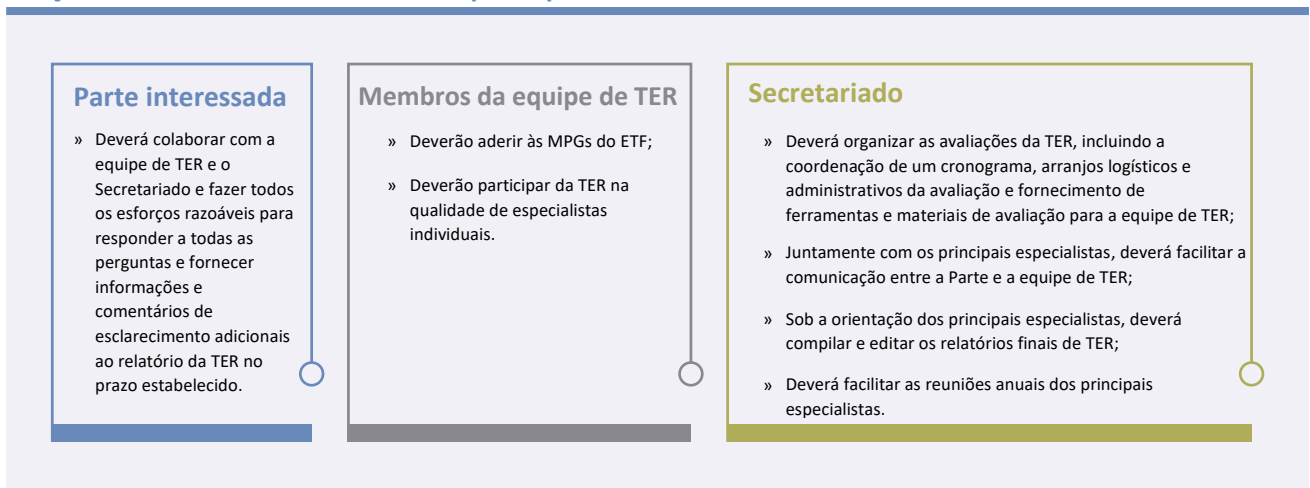 Parte interessada
» Deverá colaborar com a
equipe de TER e o
Secretariado e fazer todos
os esforços razoáveis para
responder a todas as
perguntas e fornecer
informações e
comentários de
esclarecimento adicionais
ao relatório da TER no
prazo estabelecido.
Membros da equipe de TER
» Deverão aderir às MPGs do ETF;
» Deverão participar da TER na
qualidade de especialistas
individuais.
Secretariado
» Deverá organizar as avaliações da TER, incluindo a
coordenação de um cronograma, arranjos logísticos e
administrativos da avaliação e fornecimento de
ferramentas e materiais de avaliação para a equipe de TER;
» Juntamente com os principais especialistas, deverá facilitar a
comunicação entre a Parte e a equipe de TER;
» Sob a orientação dos principais especialistas, deverá
compilar e editar os relatórios finais de TER;
» Deverá facilitar as reuniões anuais dos principais
especialistas.